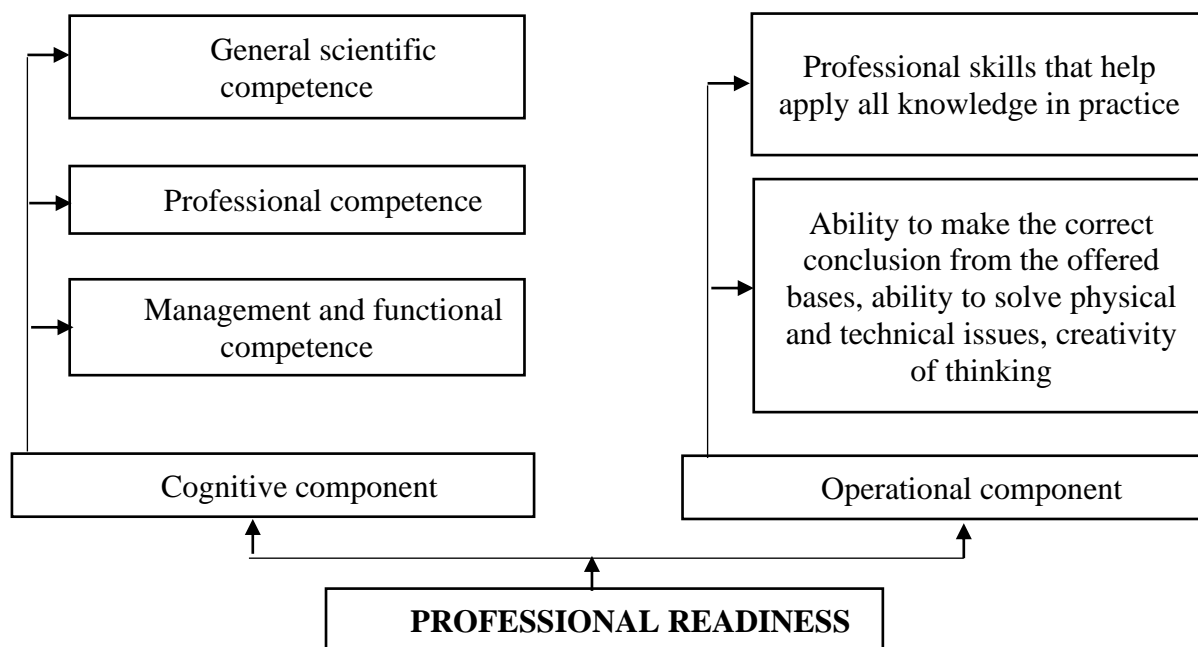 General scientific
competence
Professional competence
Management and functional
competence
Cognitive component
Professional skills that help
apply all knowledge in practice
Ability to make the correct
conclusion from the offered
bases, ability to solve physical
and technical issues, creativity
of thinking
Operational component
PROFESSIONAL READINESS